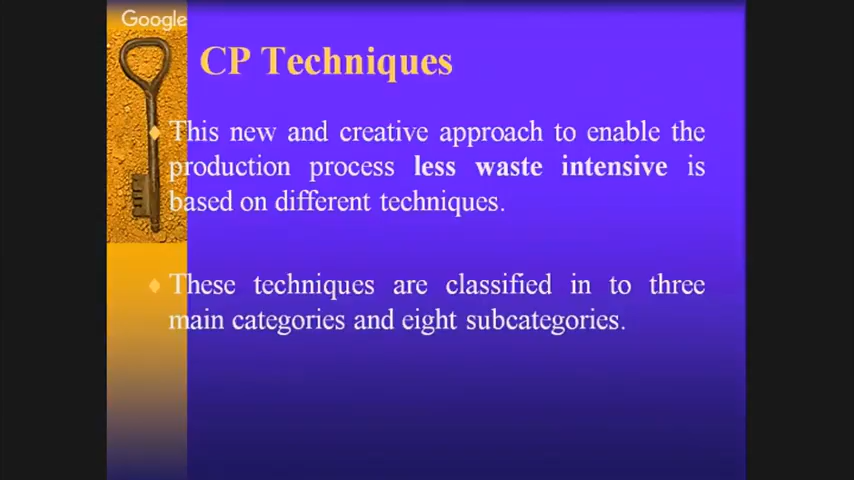 Google
CP Techniques
This new and creative approach to enable the
production process less waste intensive is
based on different techniques.
These techniques are classified in to three
main categories and eight subcategories.